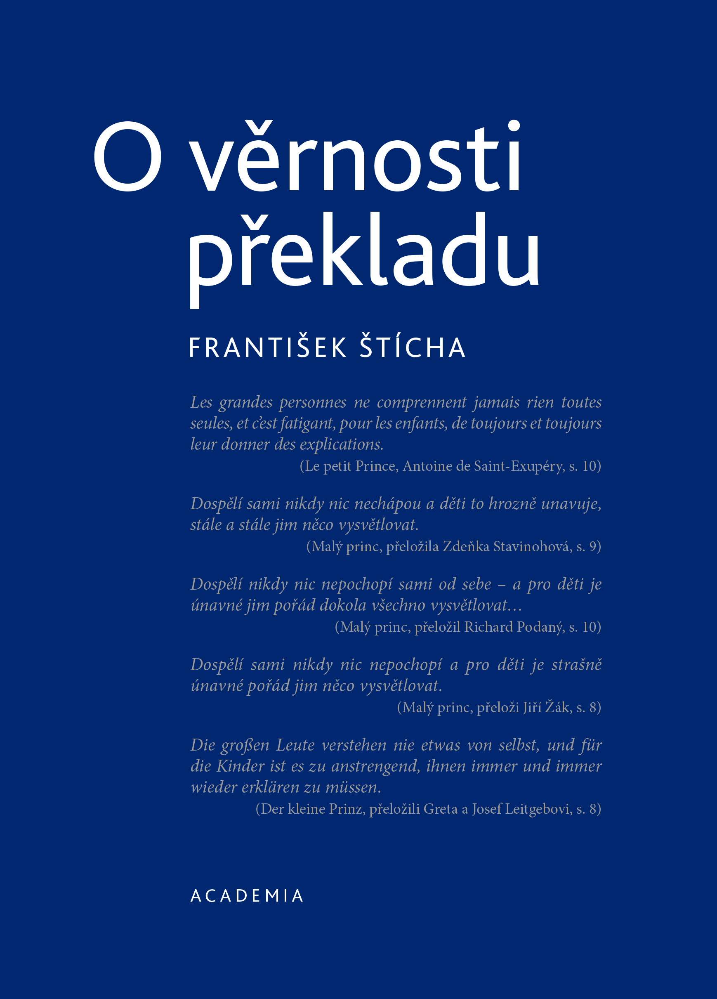 O věrnosti
překladu
FRANTIŠEK ŠTÍCHA
Les grandes personnes ne comprennent jamais rien toutes
seules, et c’est fatigant, pour les enfants, de toujours et toujours
leur donner des explications.
(Le petit Prince, Antoine de Saint-Exupéry, s. 10)
Dospělí sami nikdy nic nechápou a děti to hrozně unavuje,
stále a stále jim něco vysvětlovat.
(Malý princ, přeložila Zdeňka Stavinohová, s. 9)
Dospělí nikdy nic nepochopí sami od sebe – a pro děti je
únavné jim pořád dokola všechno vysvětlovat…
(Malý princ, přeložil Richard Podaný, s. 10)
Dospělí sami nikdy nic nepochopí a pro děti je strašně
únavné pořád jim něco vysvětlovat.
(Malý princ, přeloži Jiří Žák, s. 8)
Die großen Leute verstehen nie etwas von selbst, und für
die Kinder ist es zu anstrengend, ihnen immer und immer
wieder erklären zu müssen.
(Der kleine Prinz, přeložili Greta a Josef Leitgebovi, s. 8)
ACADEMIA